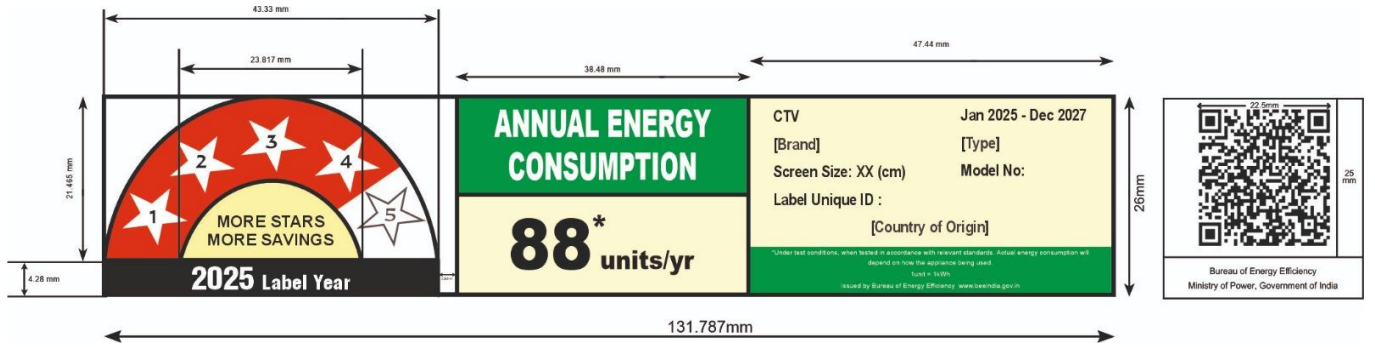 43.33 mm
23.817 mm
38.48 mm
47.44 mm
21.465 mm
4.28 mm
1
2
3
4
5
MORE STARS
MORE SAVINGS
2025 Label Year
ANNUAL ENERGY
CONSUMPTION
88* units/yr
CTV Jan 2025 - Dec 2027
[Brand] [Type]
Screen Size: XX (cm) Model No:
Label Unique ID :
[Country of Origin]
*Under test conditions, when tested in accordance with relevant standards. Actual energy consumption will
depend on how the appliance being used.
1unit = 1kWh
Issued by Bureau of Energy Efficiency www.beeindia.gov.in
26mm
131.787mm
22.5mm
25
mm
Bureau of Energy Efficiency
Ministry of Power, Government of India